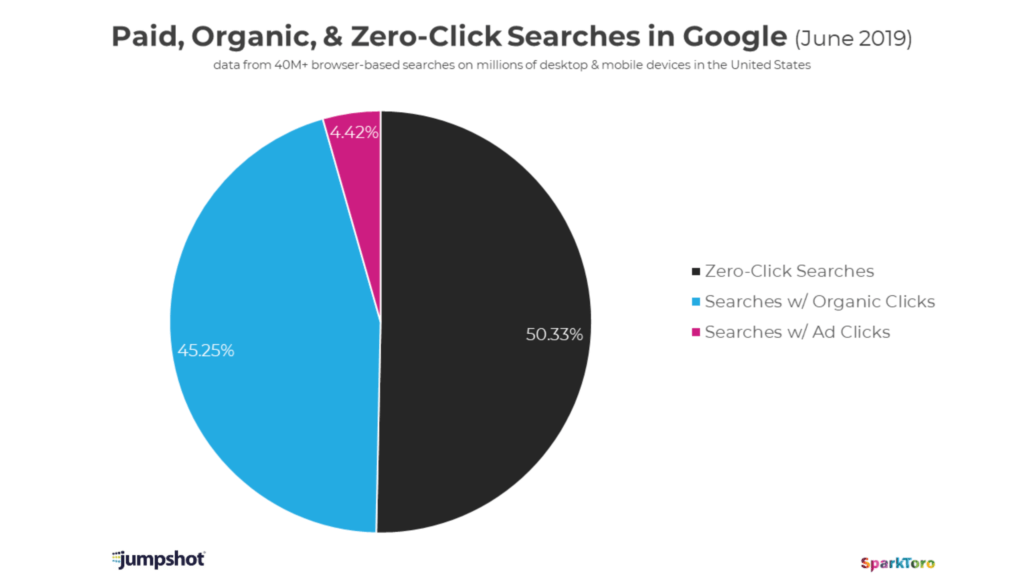 Paid, Organic, & Zero-Click Searches in Google (June 2019)
data from 40M+ browser-based searches on millions of desktop & mobile devices in the United States
4.42%
50.33%
45.25%
Zero-Click Searches
Searches w/ Organic Clicks
Searches w/ Ad Clicks
jumpshot
SparkToro